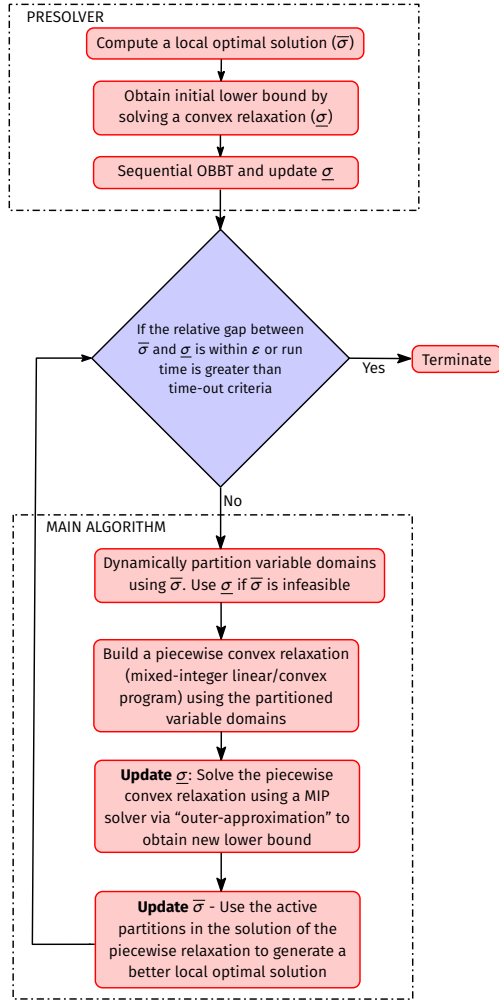 PRESOLVER
Compute a local optimal solution (σ̅)
Obtain initial lower bound by
solving a convex relaxation (σ̲)
Sequential OBBT and update σ̲
If the relative gap between
σ̅ and σ̲ is within ε or run
time is greater than
time-out criteria
Yes
Terminate
No
MAIN ALGORITHM
Dynamically partition variable domains
using σ̅. Use σ̲ if σ̅ is infeasible
Build a piecewise convex relaxation
(mixed-integer linear/convex
program) using the partitioned
variable domains
Update σ̲: Solve the piecewise
convex relaxation using a MIP
solver via “outer-approximation” to
obtain new lower bound
Update σ̅ - Use the active
partitions in the solution of the
piecewise relaxation to generate a
better local optimal solution